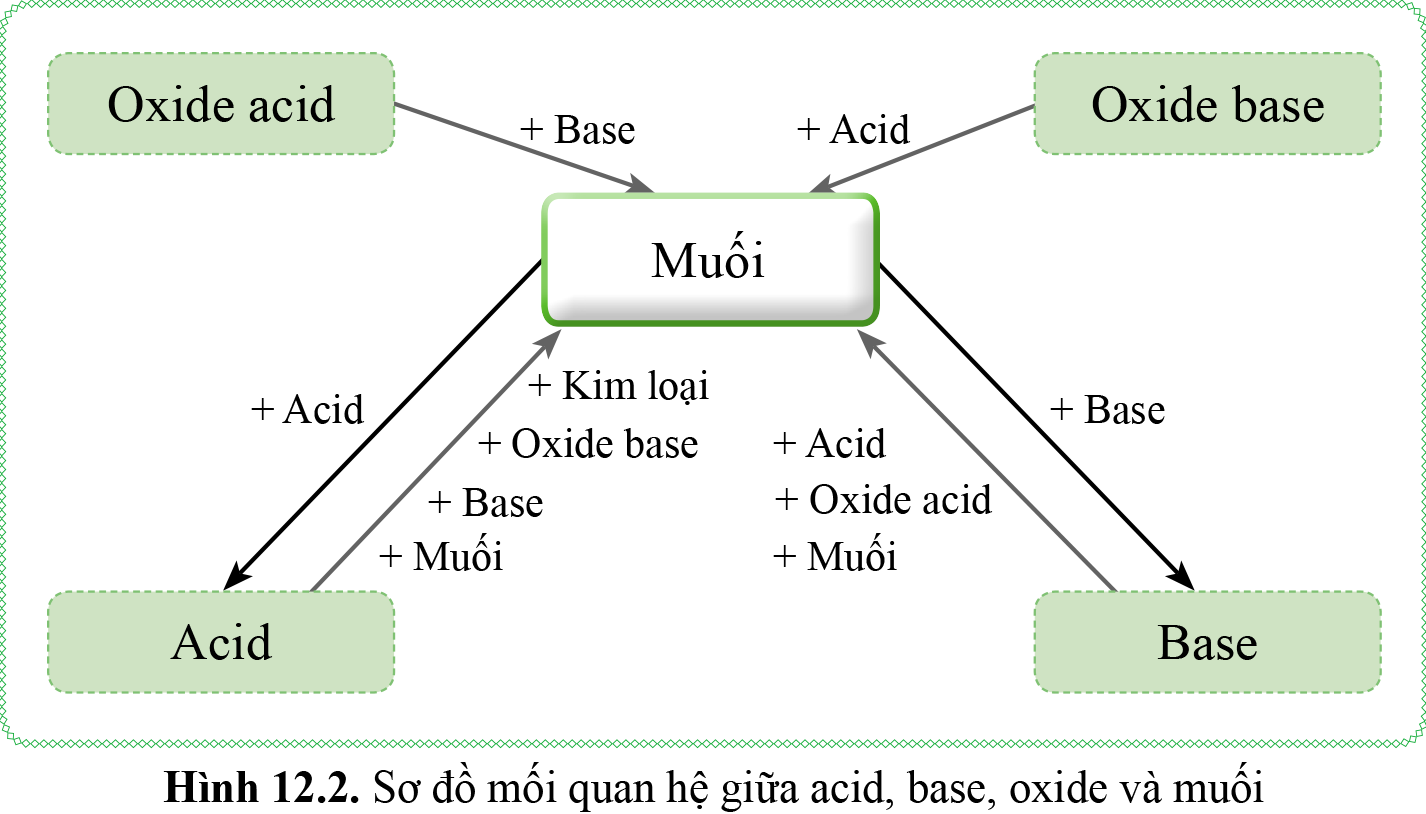 Oxide acid
Oxide base
+ Base
+ Acid
Muối
+ Acid
+ Kim loại
+ Oxide base
+ Base
+ Muối
+ Acid
+ Oxide acid
+ Muối
+ Base
Acid
Base
Hình 12.2. Sơ đồ mối quan hệ giữa acid, base, oxide và muối